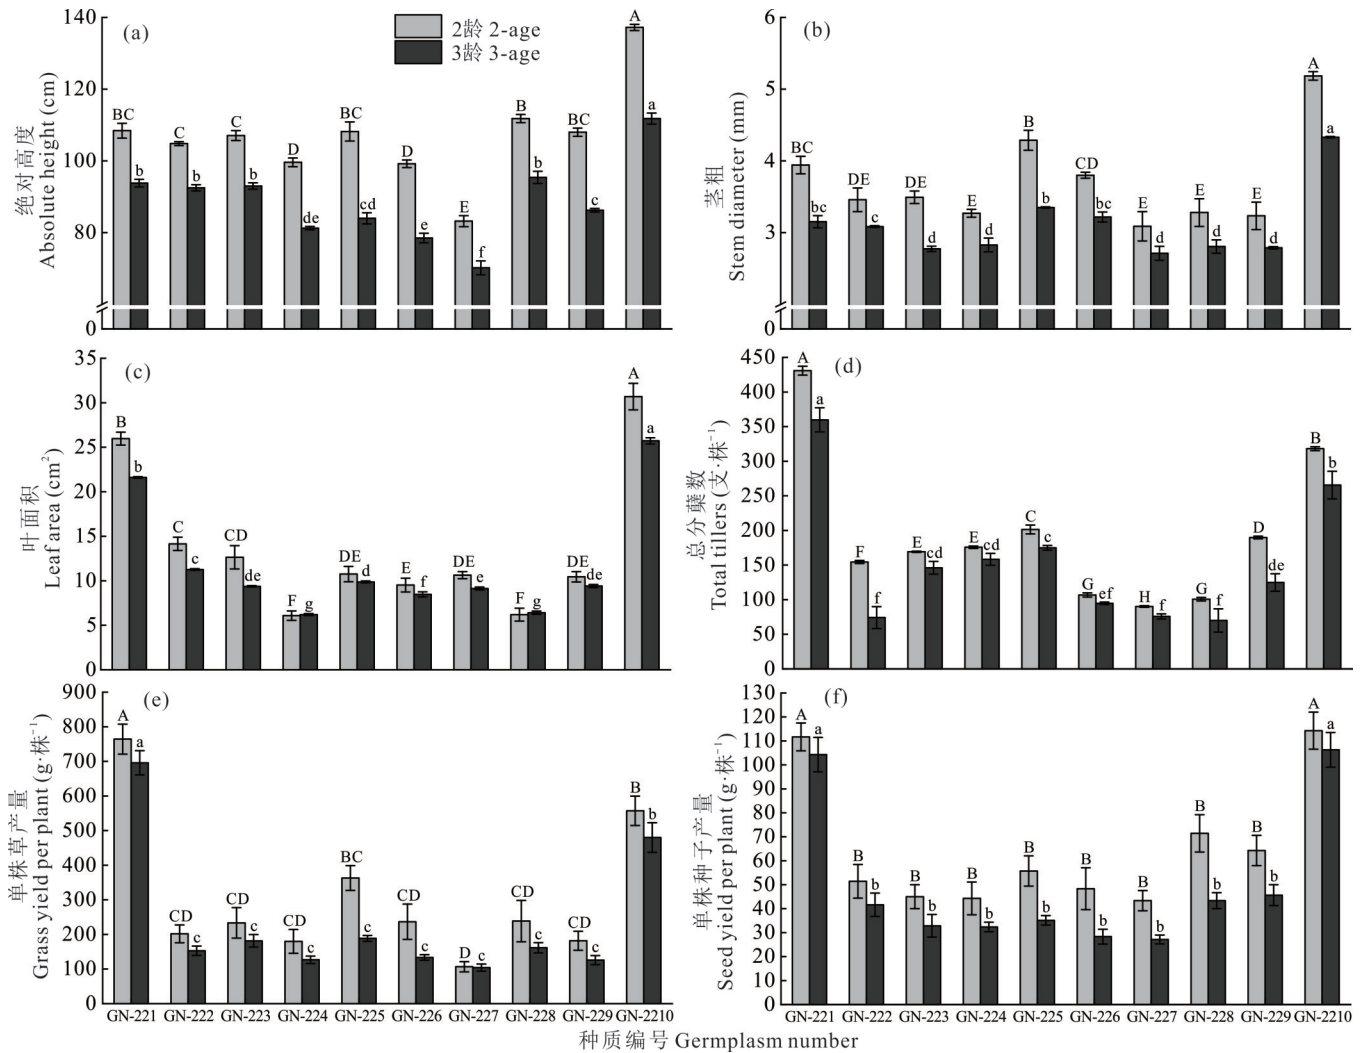 (a)
2龄 2-age
3龄 3-age
绝对高度
Absolute height (cm)
140
120
100
80
0
BC C C D BC D E B BC A
b b b de cd e f b c a
(b)
茎粗
Stem diameter (mm)
6
5
4
3
0
BC DE DE E B CD E E E A
bc c d d b bc d d d a
(c)
叶面积
Leaf area (cm²)
35
30
25
20
15
10
5
0
B C CD F DE E DE F DE A
b c de g d f e g de a
(d)
总分蘖数
Total tillers (支·株⁻¹)
450
400
350
300
250
200
150
100
50
0
A F E E C G H G D B
a f cd cd c ef f f de b
(e)
单株草产量
Grass yield per plant (g·株⁻¹)
900
800
700
600
500
400
300
200
100
0
A CD CD CD BC CD D CD CD B
a c c c c c c c c b
GN-221 GN-222 GN-223 GN-224 GN-225 GN-226 GN-227 GN-228 GN-229 GN-2210
(f)
单株种子产量
Seed yield per plant (g·株⁻¹)
130
120
110
100
90
80
70
60
50
40
30
20
10
0
A B B B B B B B B A
a b b b b b b b b a
GN-221 GN-222 GN-223 GN-224 GN-225 GN-226 GN-227 GN-228 GN-229 GN-2210
种质编号 Germplasm number